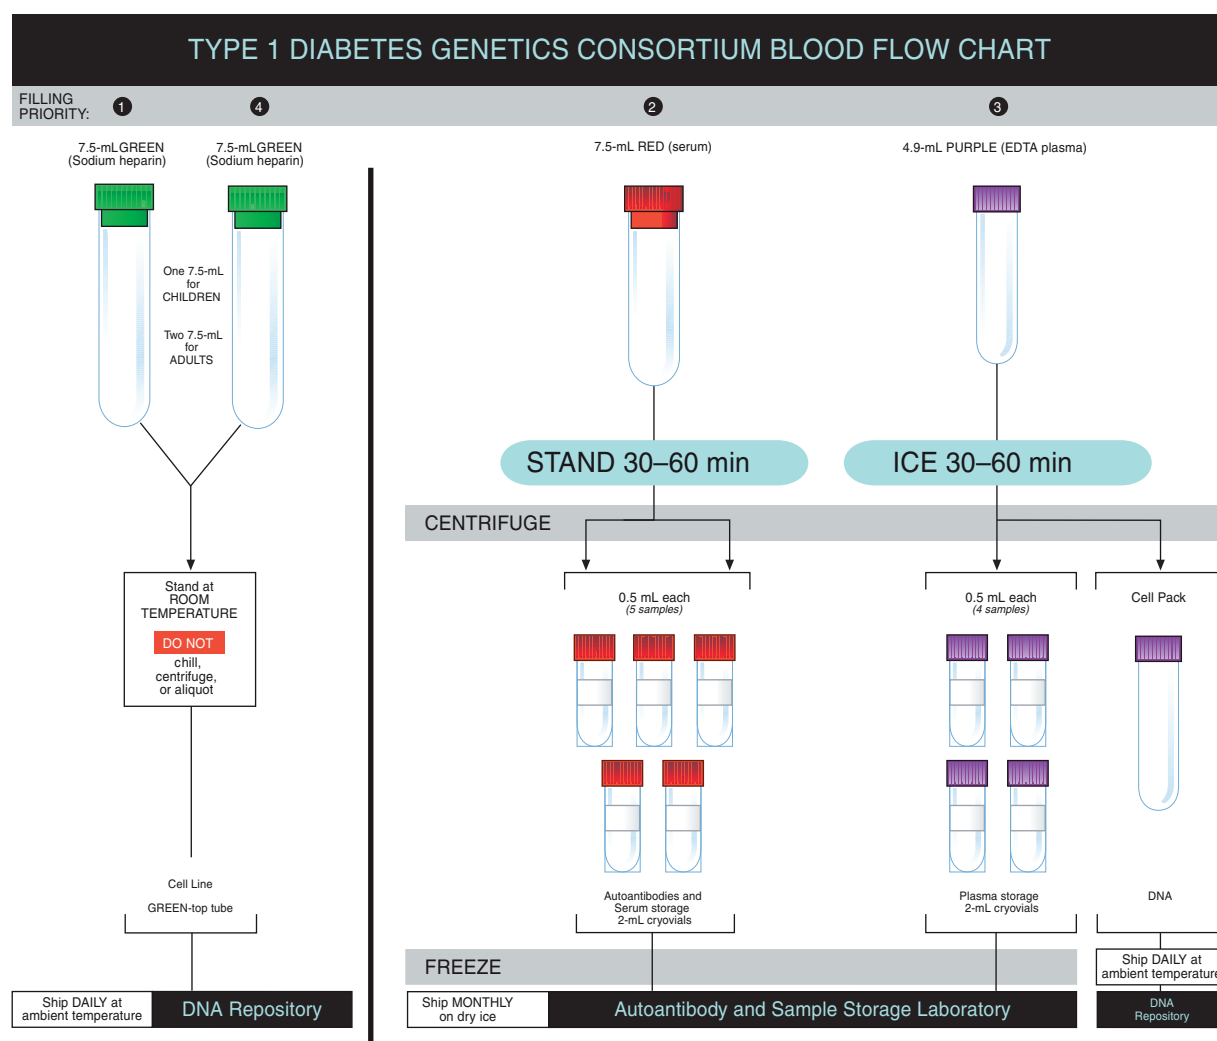 TYPE 1 DIABETES GENETICS CONSORTIUM BLOOD FLOW CHART
FILLING
PRIORITY:
1
4
2
3
7.5-mLGREEN
(Sodium heparin)
7.5-mLGREEN
(Sodium heparin)
7.5-mL RED (serum)
4.9-mL PURPLE (EDTA plasma)
One 7.5-mL
for
CHILDREN
Two 7.5-mL
for
ADULTS
STAND 30–60 min
ICE 30–60 min
CENTRIFUGE
Stand at
ROOM
TEMPERATURE
DO NOT
chill,
centrifuge,
or aliquot
0.5 mL each
(5 samples)
0.5 mL each
(4 samples)
Cell Pack
Cell Line
GREEN-top tube
Autoantibodies and
Serum storage
2-mL cryovials
Plasma storage
2-mL cryovials
DNA
FREEZE
Ship DAILY at
ambient temperature
Ship DAILY at
ambient temperature
DNA Repository
Ship MONTHLY
on dry ice
Autoantibody and Sample Storage Laboratory
DNA
Repository